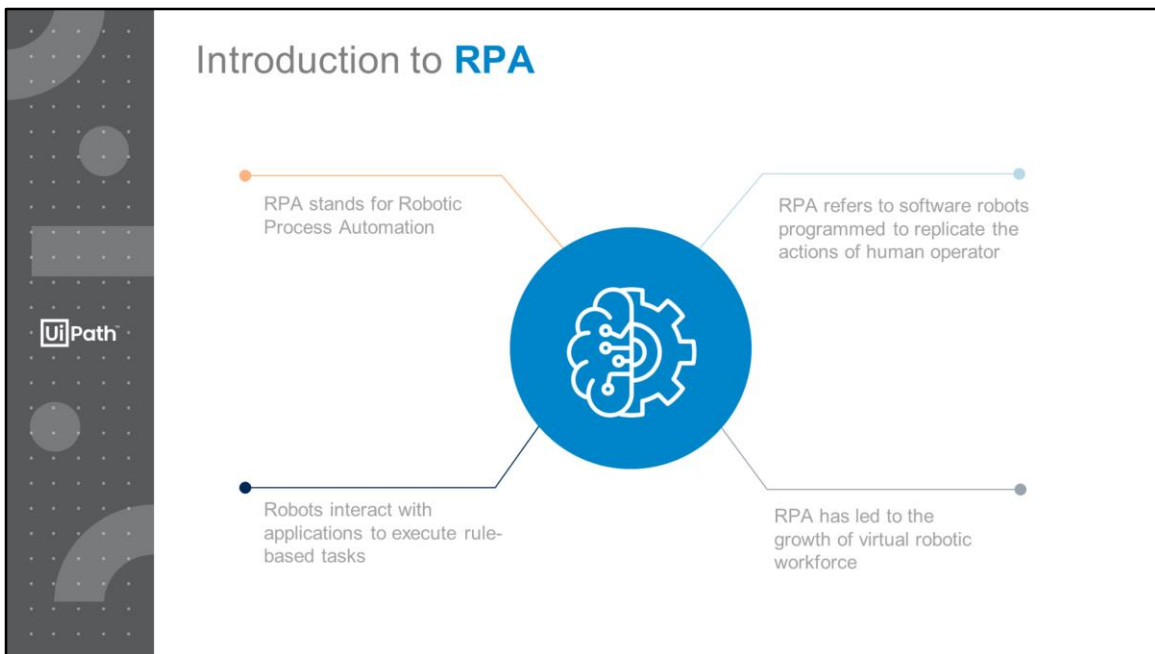 Introduction to RPA
RPA stands for Robotic
Process Automation
RPA refers to software robots
programmed to replicate the
actions of human operator
UiPath™
Robots interact with
applications to execute rule-
based tasks
RPA has led to the
growth of virtual robotic
workforce